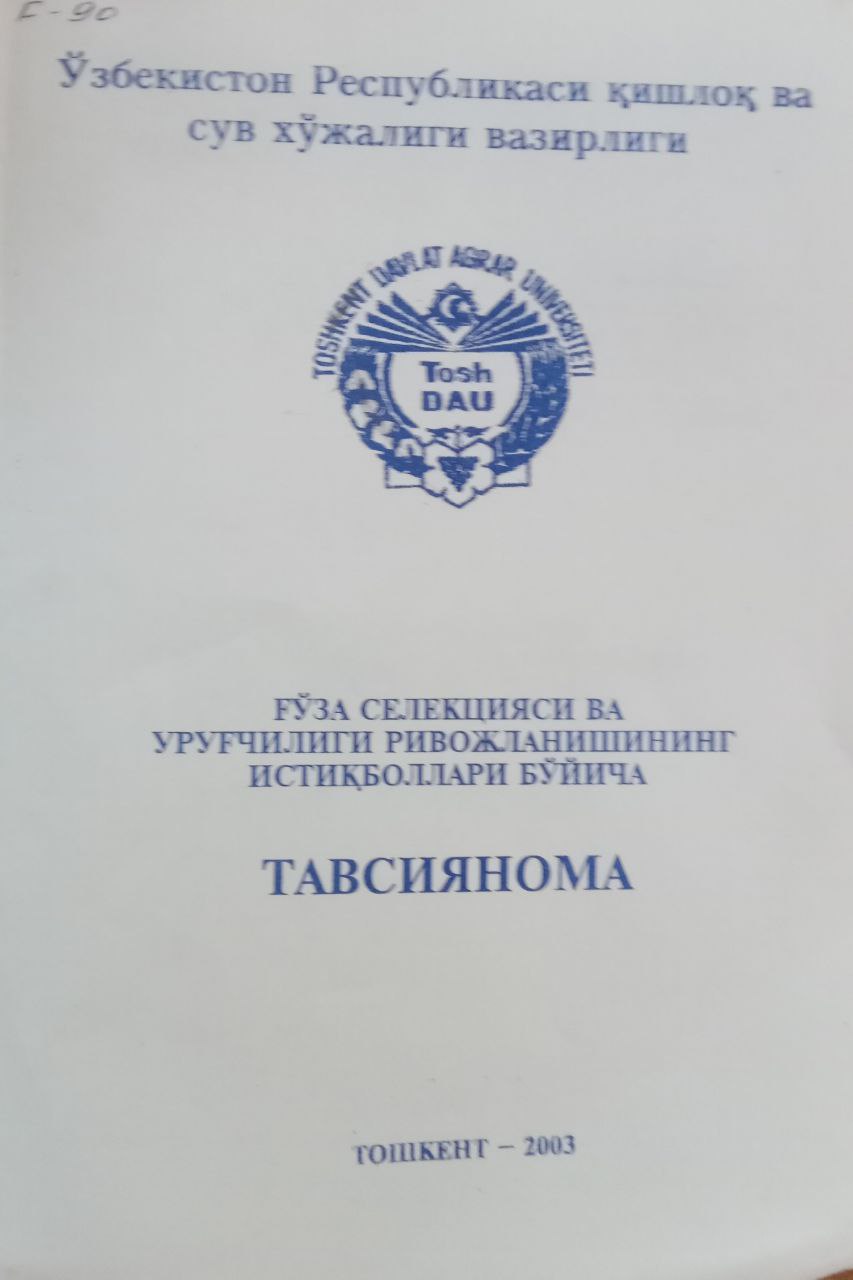 Ғ-90
Ўзбекистон Республикаси қишлоқ ва
сув хўжалиги вазирлиги
TOSHKENT DAVLAT AGRAR UNIVERSITETI
Tosh
DAU
ҒЎЗА СЕЛЕКЦИЯСИ ВА
УРУҒЧИЛИГИ РИВОЖЛАНИШИНИНГ
ИСТИҚБОЛЛАРИ БЎЙИЧА
ТАВСИЯНОМА
ТОШКЕНТ – 2003